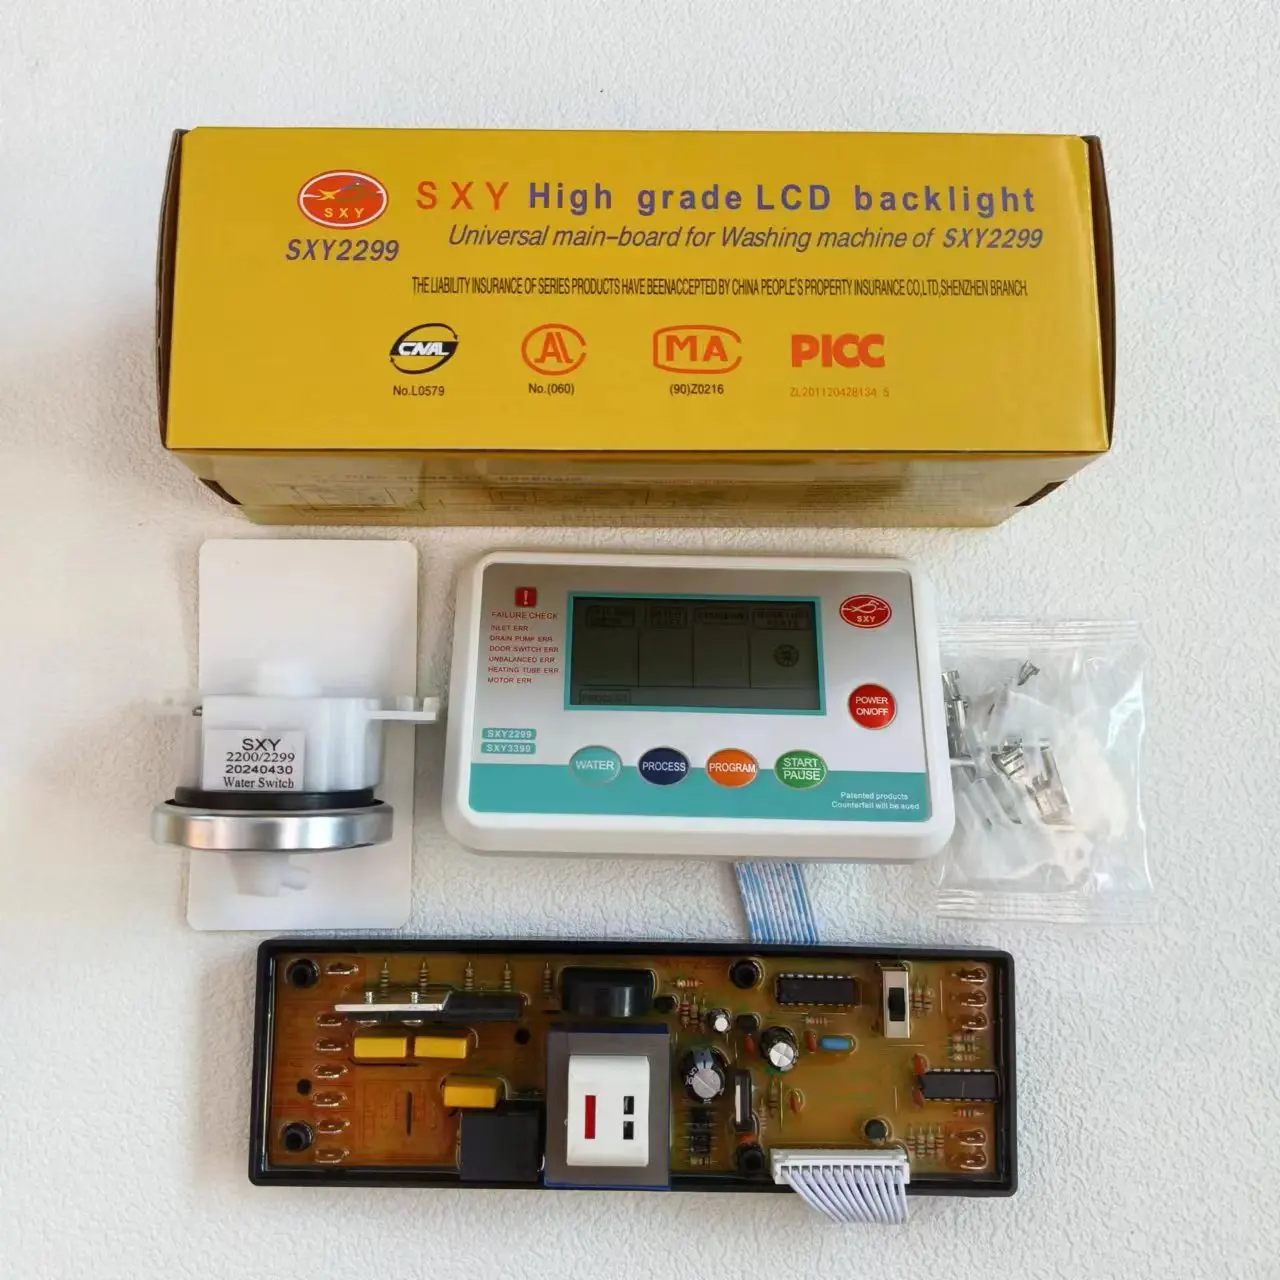 SXY
SXY2299
SXY High grade LCD backlight
Universal main-board for Washing machine of SXY2299
THE LIABILITY INSURANCE OF SERIES PRODUCTS HAVE BEENACCEPTED BY CHINA PEOPLE'S PROPERTY INSURANCE CO,LTD,SHENZHEN BRANCH.
CNAL
No.L0579
AL
No.(060)
MA
(90)Z0216
PICC
ZL201120428134.5
SXY
2200/2299
20240430
Water Switch
!
FAILURE CHECK
INLET ERR
DRAIN PUMP ERR
DOOR SWITCH ERR
UNBALANCED ERR
HEATING TUBE ERR
MOTOR ERR
SXY
POWER
ON/OFF
SXY2299
SXY3390
WATER
PROCESS
PROGRAM
START
PAUSE
Patented products
Counterfeit will be sued